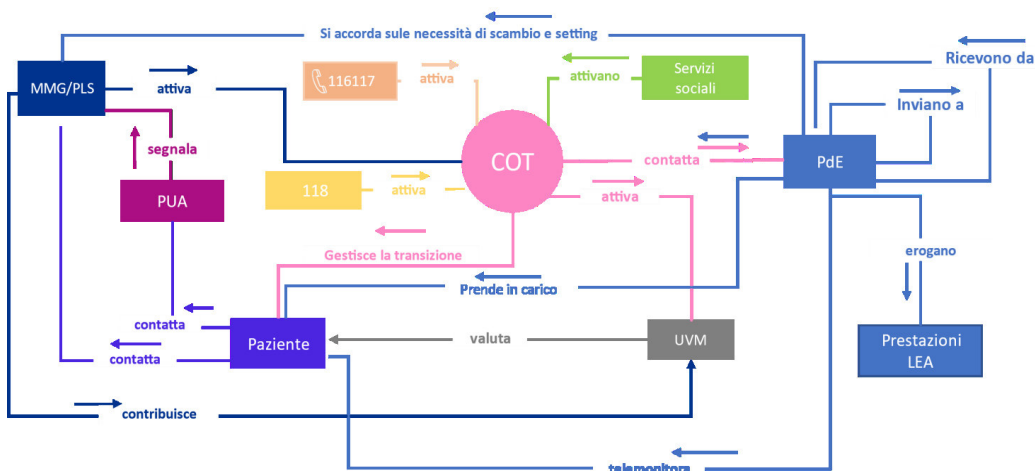 Si accorda sulle necessità di scambio e setting
Ricevono da
MMG/PLS
attiva
116117
attiva
attivano
Servizi
sociali
Inviano a
segnala
COT
contatta
PdE
118
attiva
attiva
PUA
Gestisce la transizione
erogano
Prende in carico
contatta
Paziente
valuta
UVM
Prestazioni
LEA
contatta
contribuisce
telemonitora